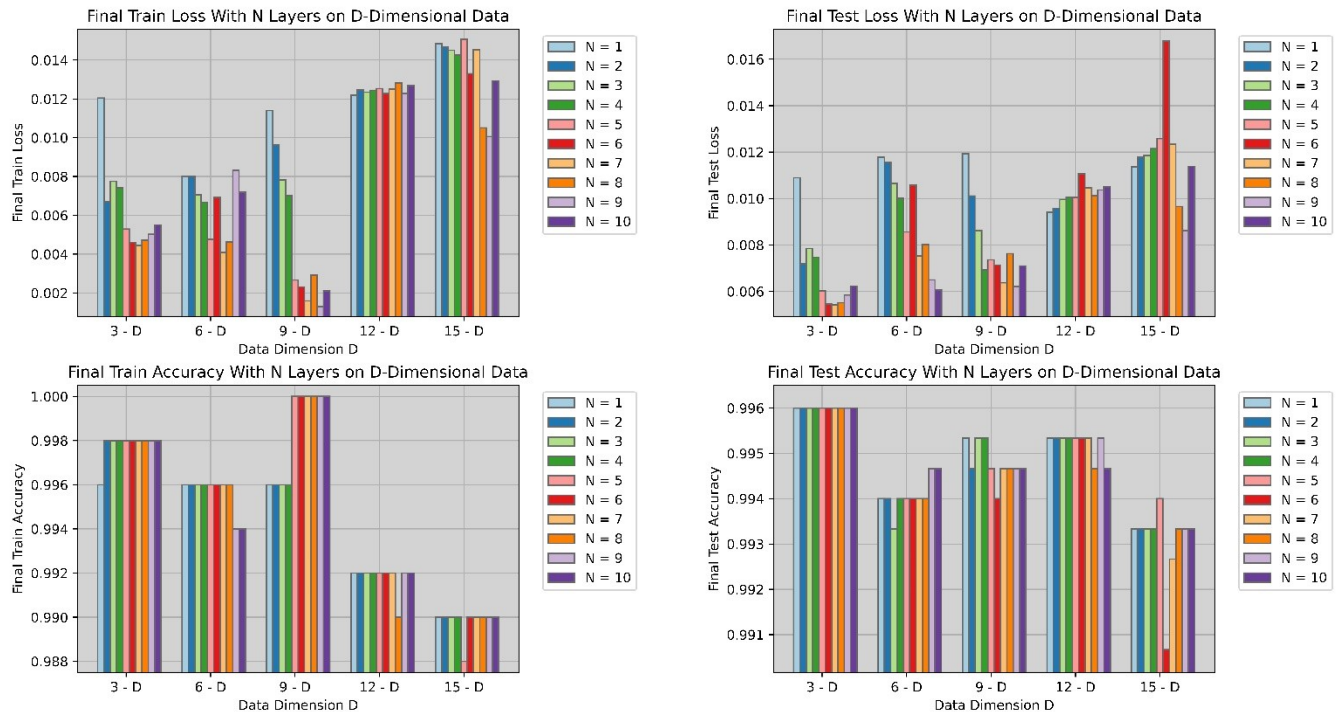 Final Train Loss With N Layers on D-Dimensional Data
Final Train Loss
0.014
0.012
0.010
0.008
0.006
0.004
0.002
3 - D 6 - D 9 - D 12 - D 15 - D
Data Dimension D
N = 1
N = 2
N = 3
N = 4
N = 5
N = 6
N = 7
N = 8
N = 9
N = 10
Final Test Loss With N Layers on D-Dimensional Data
Final Test Loss
0.016
0.014
0.012
0.010
0.008
0.006
3 - D 6 - D 9 - D 12 - D 15 - D
Data Dimension D
N = 1
N = 2
N = 3
N = 4
N = 5
N = 6
N = 7
N = 8
N = 9
N = 10
Final Train Accuracy With N Layers on D-Dimensional Data
Final Train Accuracy
1.000
0.998
0.996
0.994
0.992
0.990
0.988
3 - D 6 - D 9 - D 12 - D 15 - D
Data Dimension D
N = 1
N = 2
N = 3
N = 4
N = 5
N = 6
N = 7
N = 8
N = 9
N = 10
Final Test Accuracy With N Layers on D-Dimensional Data
Final Test Accuracy
0.996
0.995
0.994
0.993
0.992
0.991
3 - D 6 - D 9 - D 12 - D 15 - D
Data Dimension D
N = 1
N = 2
N = 3
N = 4
N = 5
N = 6
N = 7
N = 8
N = 9
N = 10